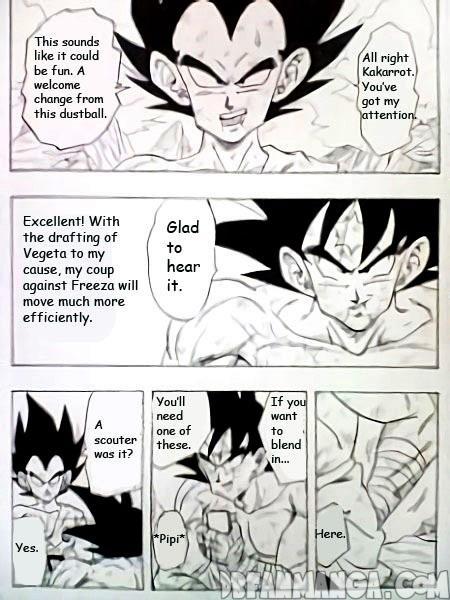 All right
Kakarrot.
You've
got my
attention.
This sounds
like it could
be fun. A
welcome
change from
this dustball.
Glad
to
hear
it.
Excellent! With
the drafting of
Vegeta to my
cause, my coup
against Freeza will
move much more
efficiently.
Here.
If you
want
to
blend
in...
You'll
need
one of
these.
*Pipi*
A
scouter
was it?
Yes.
DBFANMANGA.COM